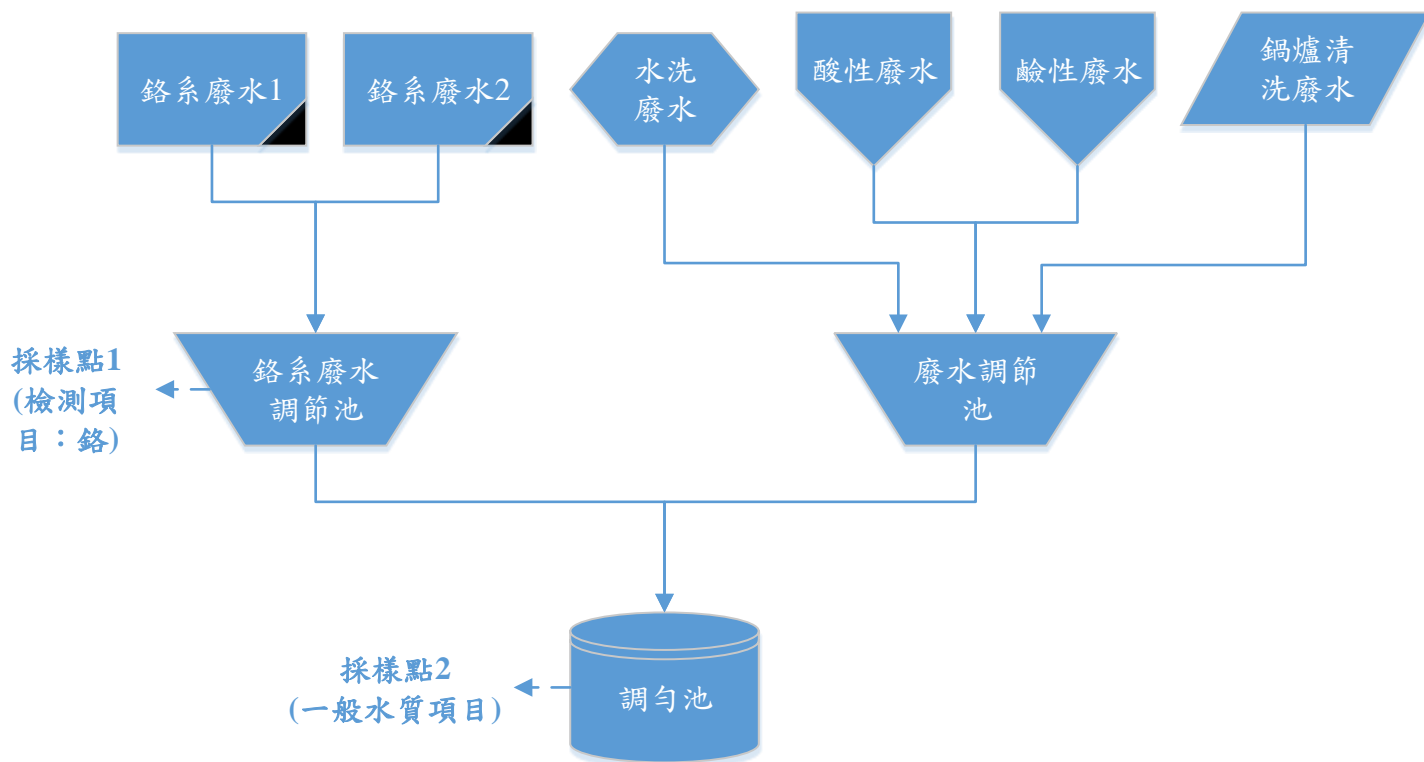 鉻系廢水1
鉻系廢水2
水洗
廢水
酸性廢水
鹼性廢水
鍋爐清
洗廢水
採樣點1
(檢測項
目：鉻)
鉻系廢水
調節池
廢水調節
池
採樣點2
(一般水質項目)
調勻池